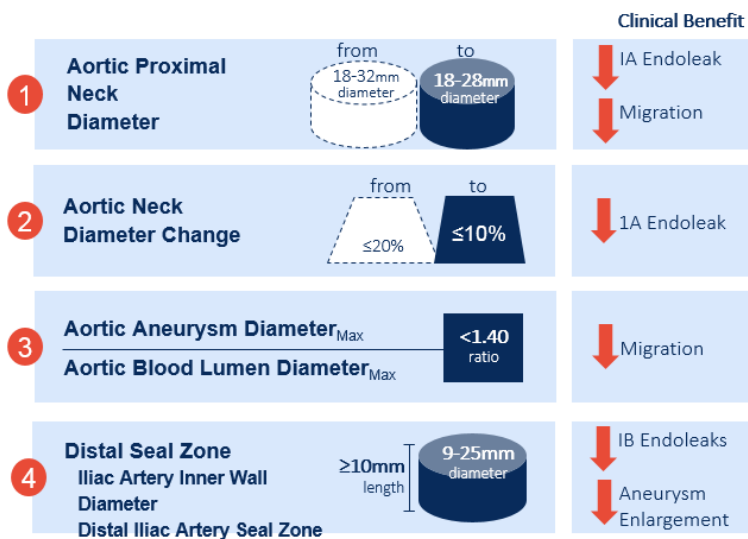 Clinical Benefit
1
Aortic Proximal
Neck
Diameter
from
to
18-32mm
diameter
18-28mm
diameter
IA Endoleak
Migration
2
Aortic Neck
Diameter Change
from
to
≤20%
≤10%
1A Endoleak
3
Aortic Aneurysm DiameterMax
Aortic Blood Lumen DiameterMax
<1.40
ratio
Migration
4
Distal Seal Zone
Iliac Artery Inner Wall
Diameter
Distal Iliac Artery Seal Zone
≥10mm
length
9-25mm
diameter
IB Endoleaks
Aneurysm
Enlargement